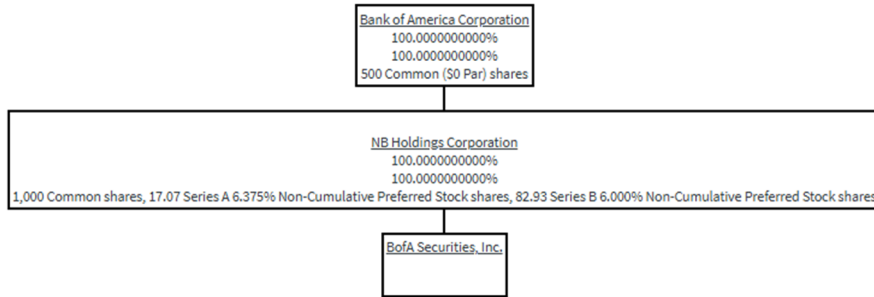 Bank of America Corporation
100.0000000000%
100.0000000000%
500 Common ($0 Par) shares
NB Holdings Corporation
100.0000000000%
100.0000000000%
1,000 Common shares, 17.07 Series A 6.375% Non-Cumulative Preferred Stock shares, 82.93 Series B 6.000% Non-Cumulative Preferred Stock shares
BofA Securities, Inc.